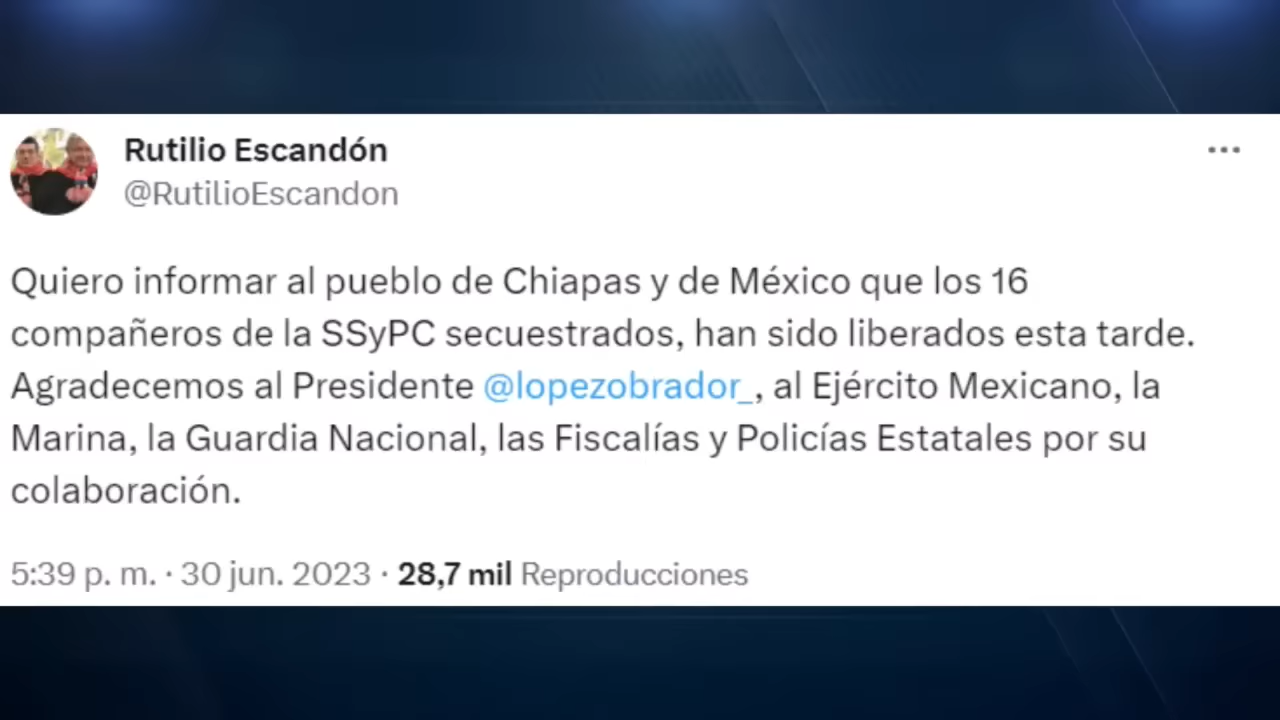 Rutilio Escandón
@RutilioEscandon
Quiero informar al pueblo de Chiapas y de México que los 16
compañeros de la SSyPC secuestrados, han sido liberados esta tarde.
Agradecemos al Presidente @lopezobrador_, al Ejército Mexicano, la
Marina, la Guardia Nacional, las Fiscalías y Policías Estatales por su
colaboración.
5:39 p. m. · 30 jun. 2023 · 28,7 mil Reproducciones